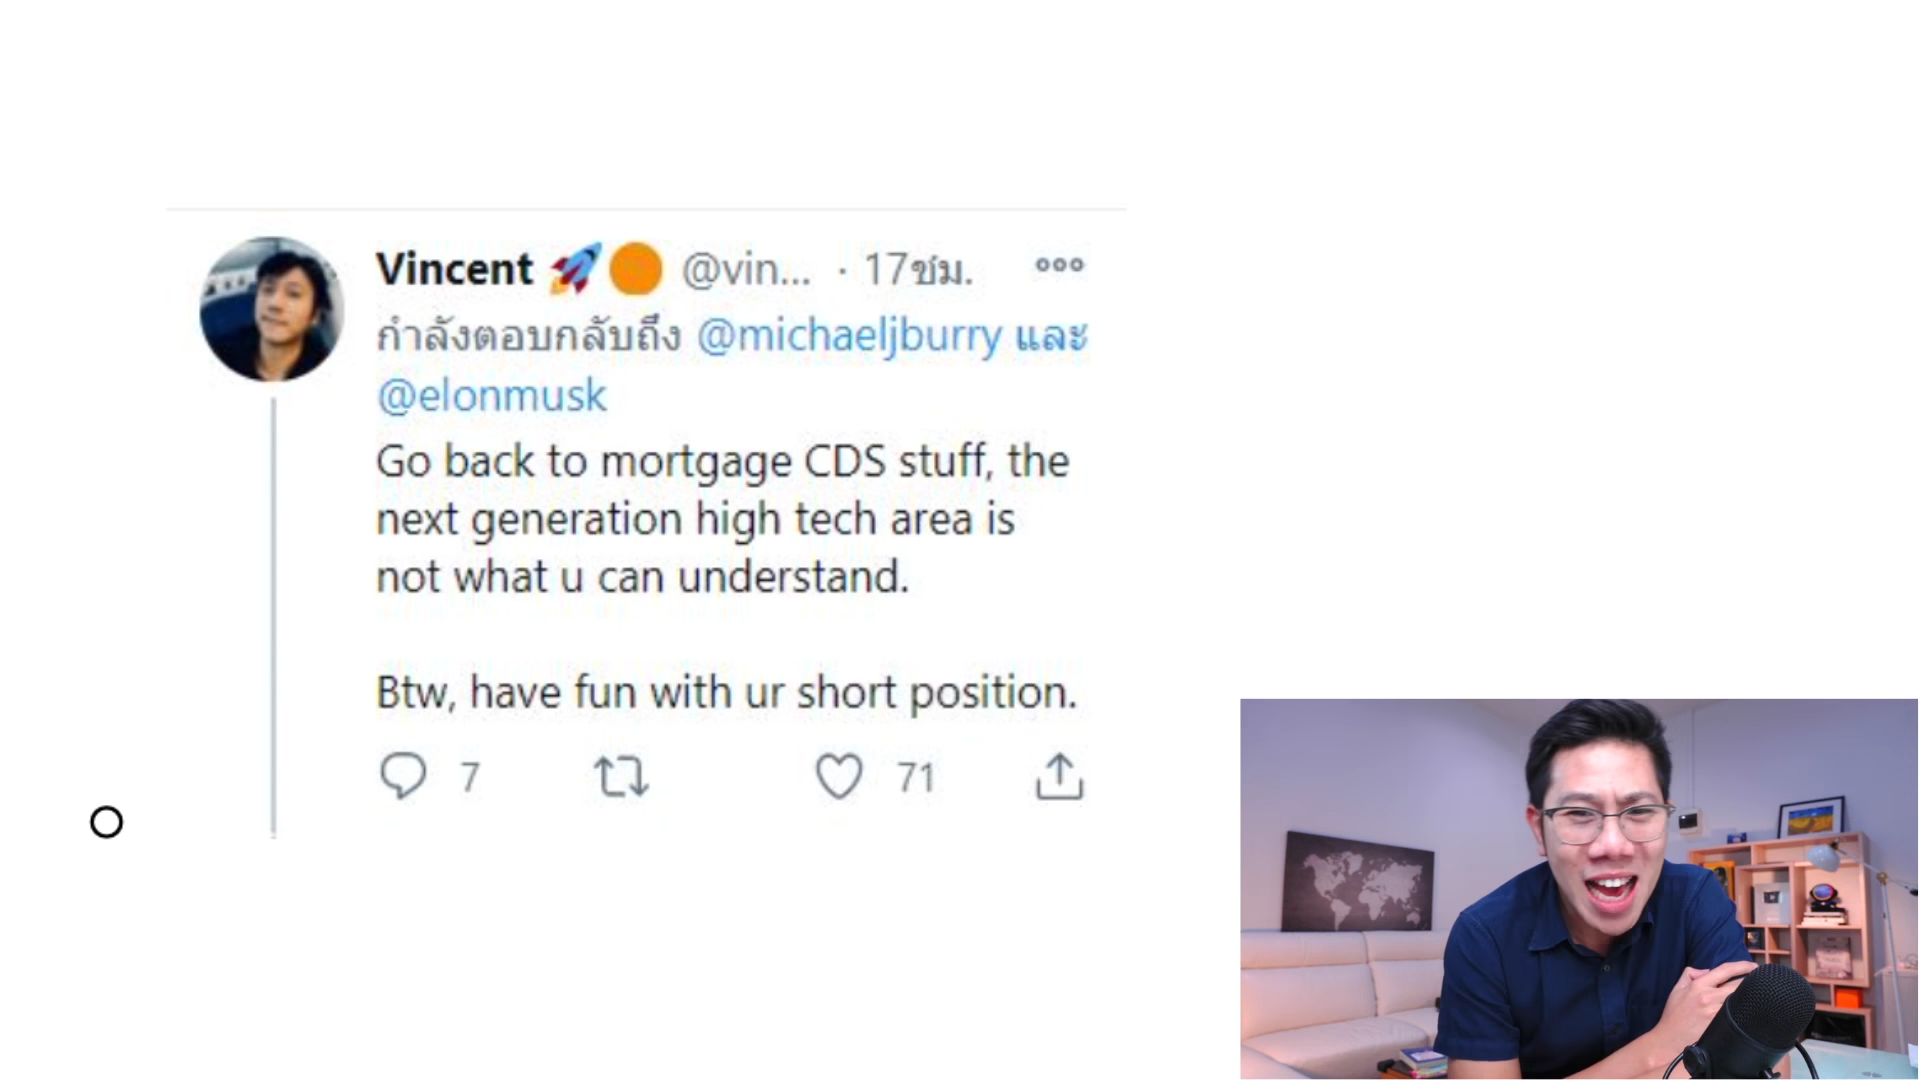 Vincent 🚀🟠 @vin... · 17ชม.
กำลังตอบกลับถึง @michaeljburry และ
@elonmusk
Go back to mortgage CDS stuff, the
next generation high tech area is
not what u can understand.
Btw, have fun with ur short position.
7 71